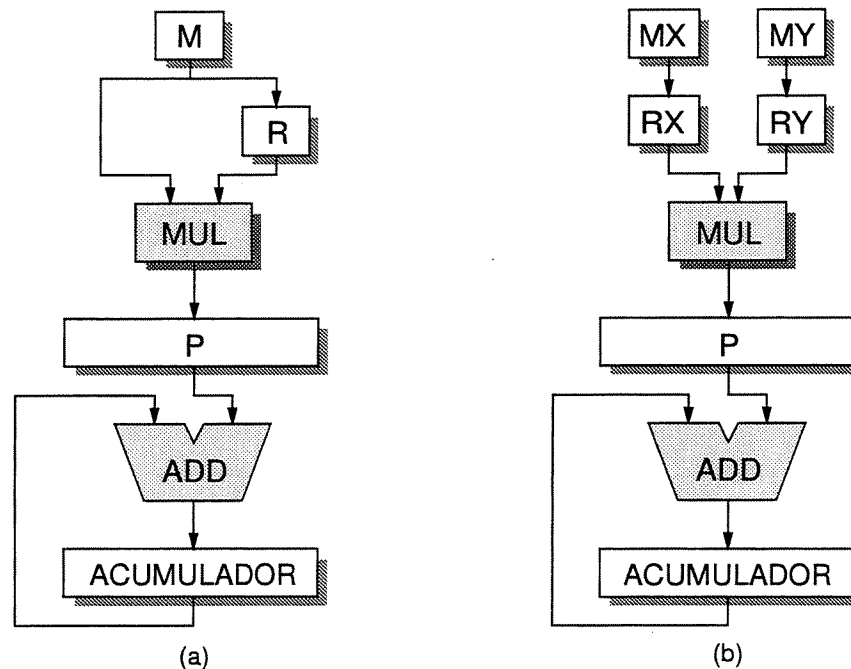 M
R
MUL
P
ADD
ACUMULADOR
(a)
MX MY
RX RY
MUL
P
ADD
ACUMULADOR
(b)